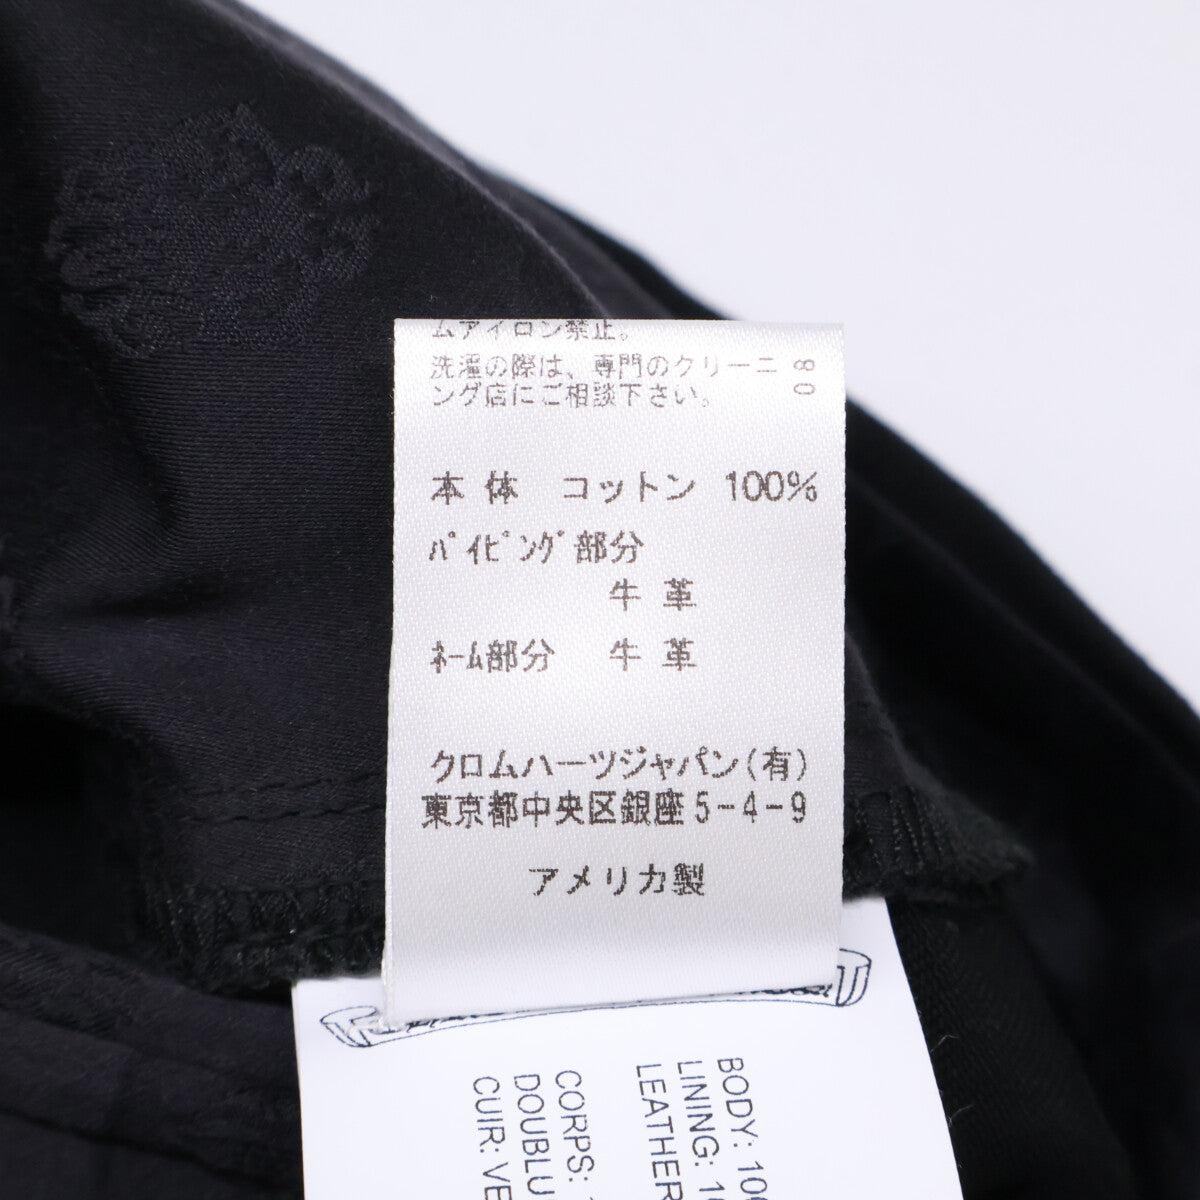 ムアイロン禁止。
洗濯の際は、専門のクリーニ
ング店にご相談下さい。
80
本体 コットン 100%
パイピング部分
牛革
ネーム部分 牛革
クロムハーツジャパン(有)
東京都中央区銀座5-4-9
アメリカ製
BODY:
LINING:
LEATHER
CORPS:
DOUBLU
CUIR: VE